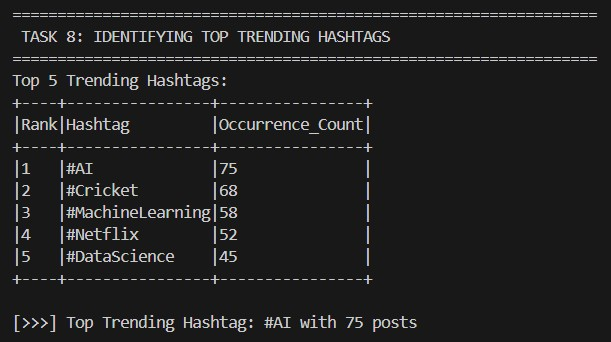 =================================================================
 TASK 8: IDENTIFYING TOP TRENDING HASHTAGS
=================================================================
Top 5 Trending Hashtags:
+----+----------------+----------------+
|Rank|Hashtag         |Occurrence_Count|
+----+----------------+----------------+
|1   |#AI             |75              |
|2   |#Cricket        |68              |
|3   |#MachineLearning|58              |
|4   |#Netflix        |52              |
|5   |#DataScience    |45              |
+----+----------------+----------------+
[>>>] Top Trending Hashtag: #AI with 75 posts